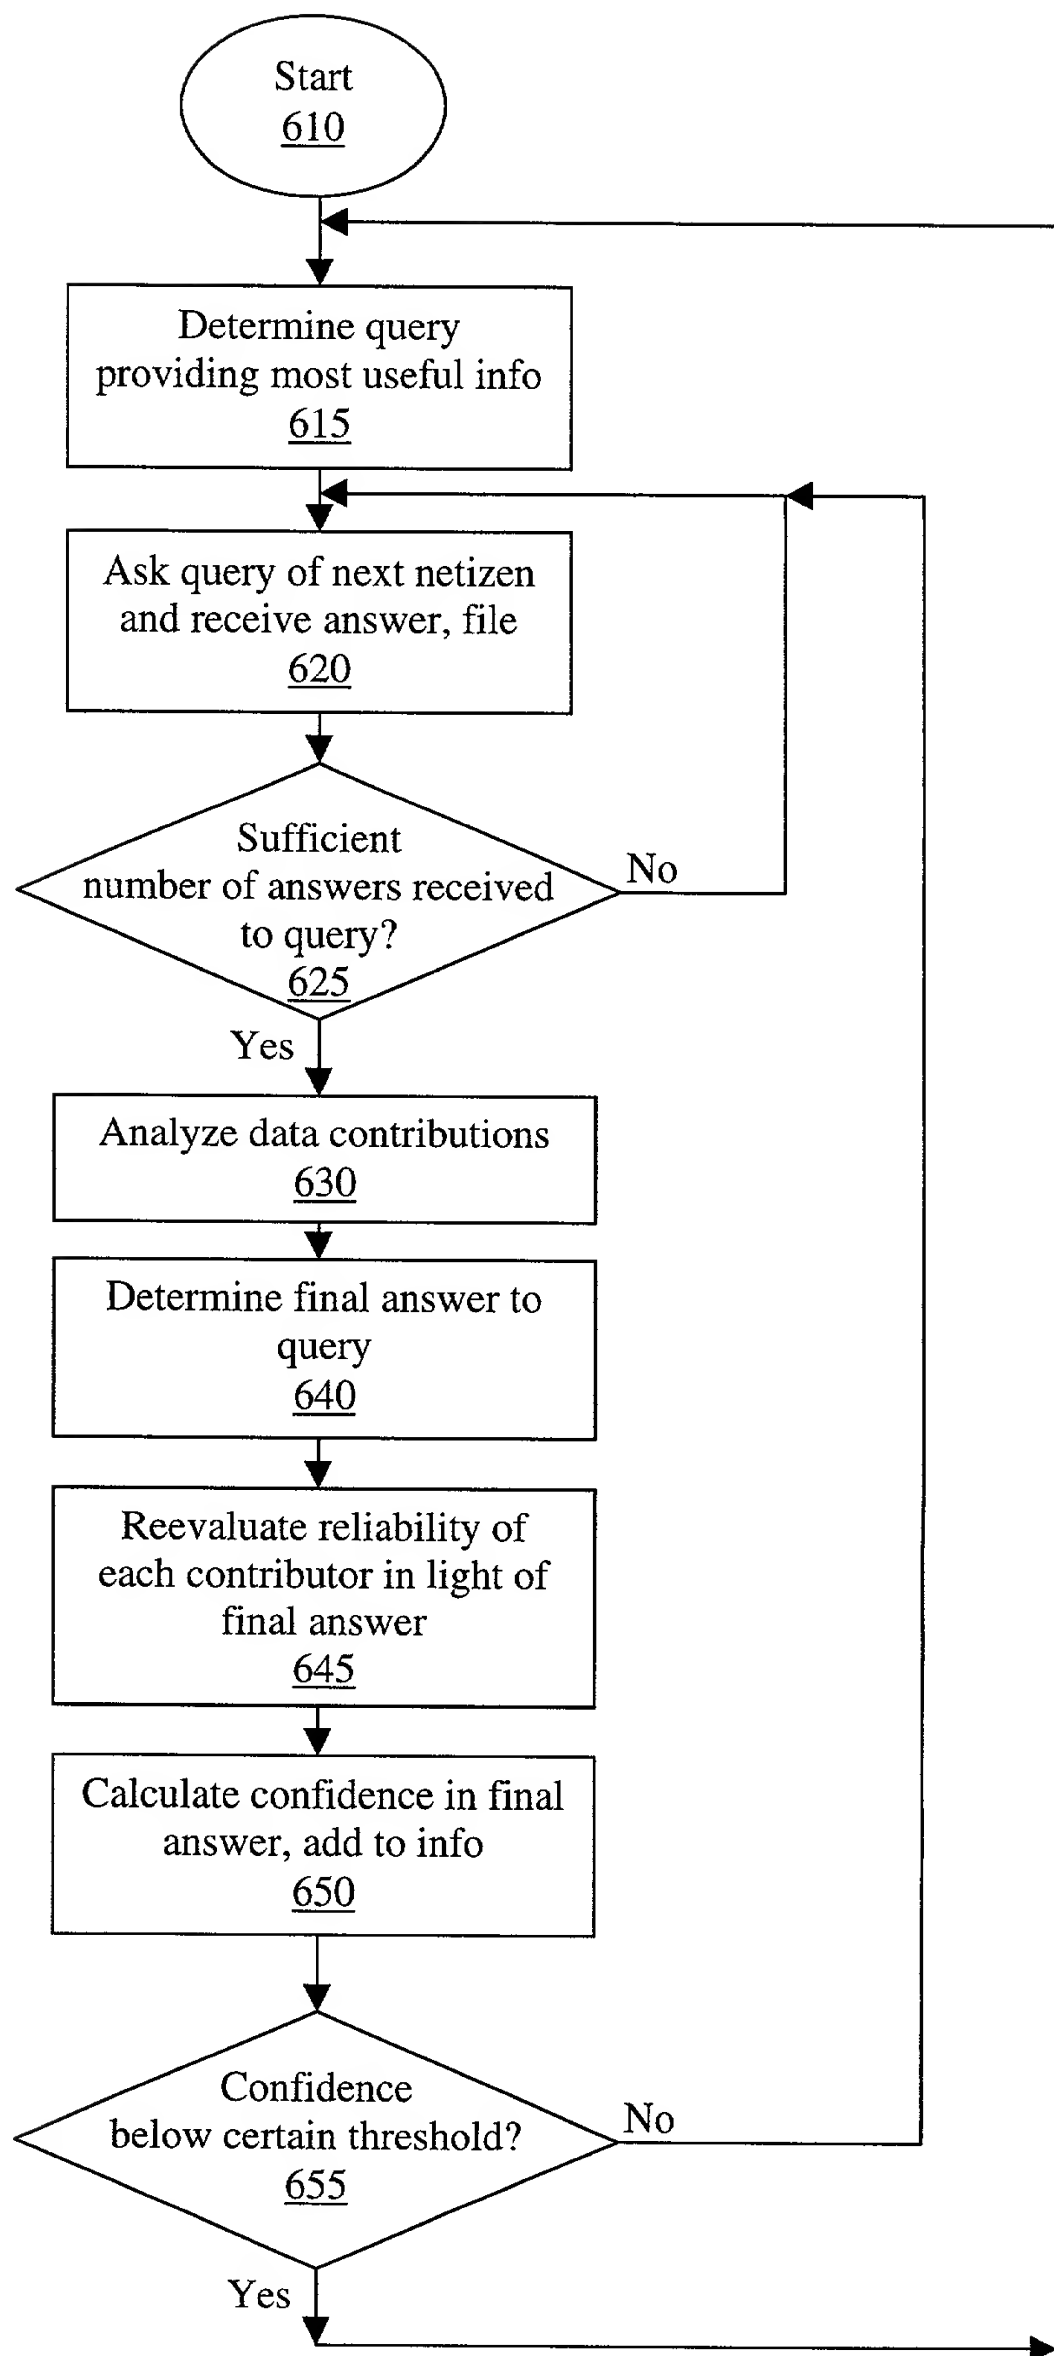 Start
610
Determine query
providing most useful info
615
Ask query of next netizen
and receive answer, file
620
Sufficient
number of answers received
to query?
625
No
Yes
Analyze data contributions
630
Determine final answer to
query
640
Reevaluate reliability of
each contributor in light of
final answer
645
Calculate confidence in final
answer, add to info
650
Confidence
below certain threshold?
655
No
Yes